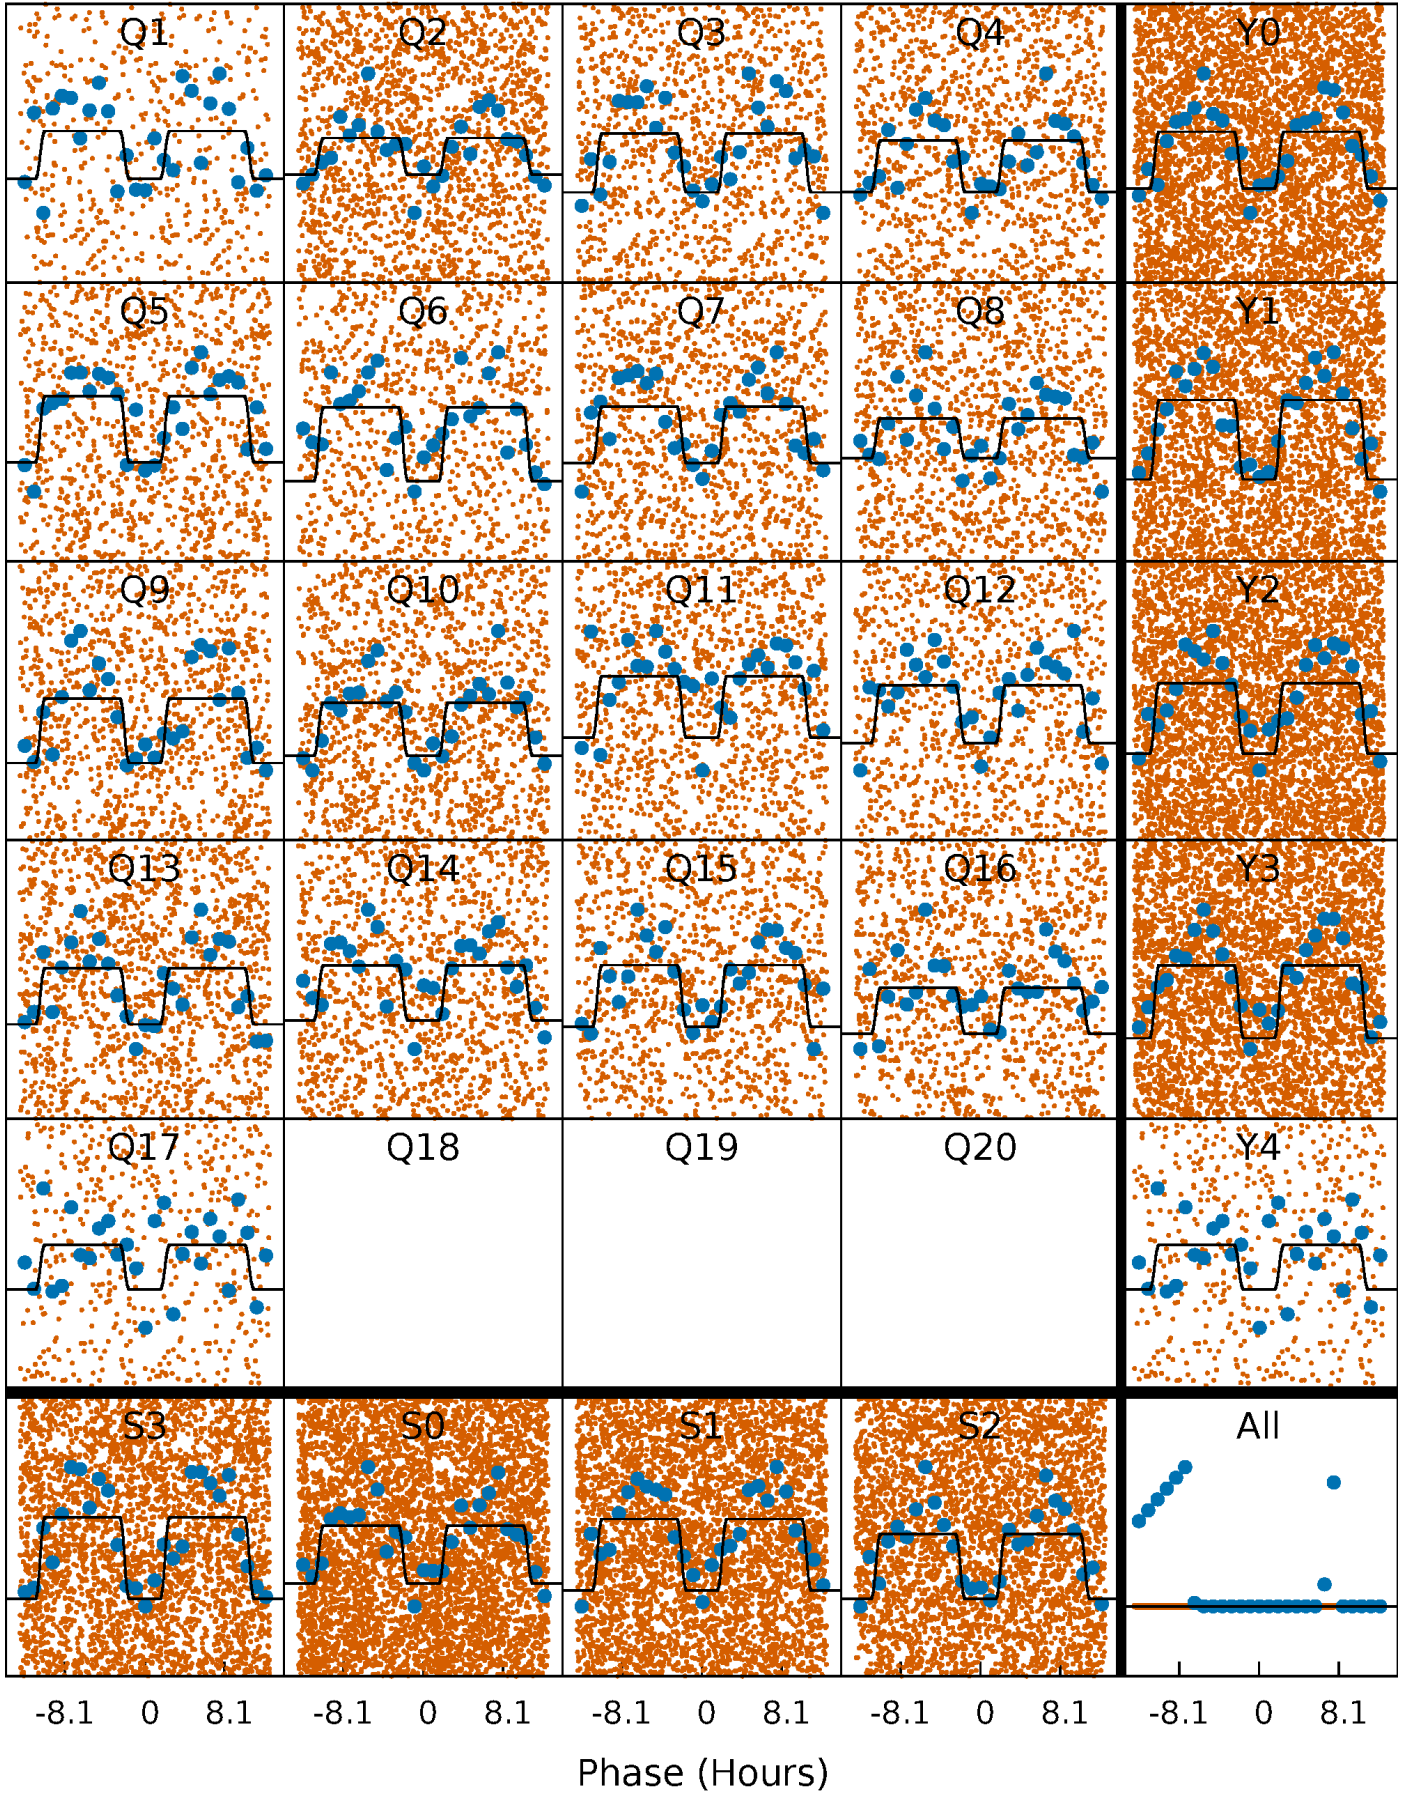 Q1 Q2 Q3 Q4 Y0
Q5 Q6 Q7 Q8 Y1
Q9 Q10 Q11 Q12 Y2
Q13 Q14 Q15 Q16 Y3
Q17 Q18 Q19 Q20 Y4
S3 S0 S1 S2 All
-8.1 0 8.1 -8.1 0 8.1 -8.1 0 8.1 -8.1 0 8.1 -8.1 0 8.1
Phase (Hours)